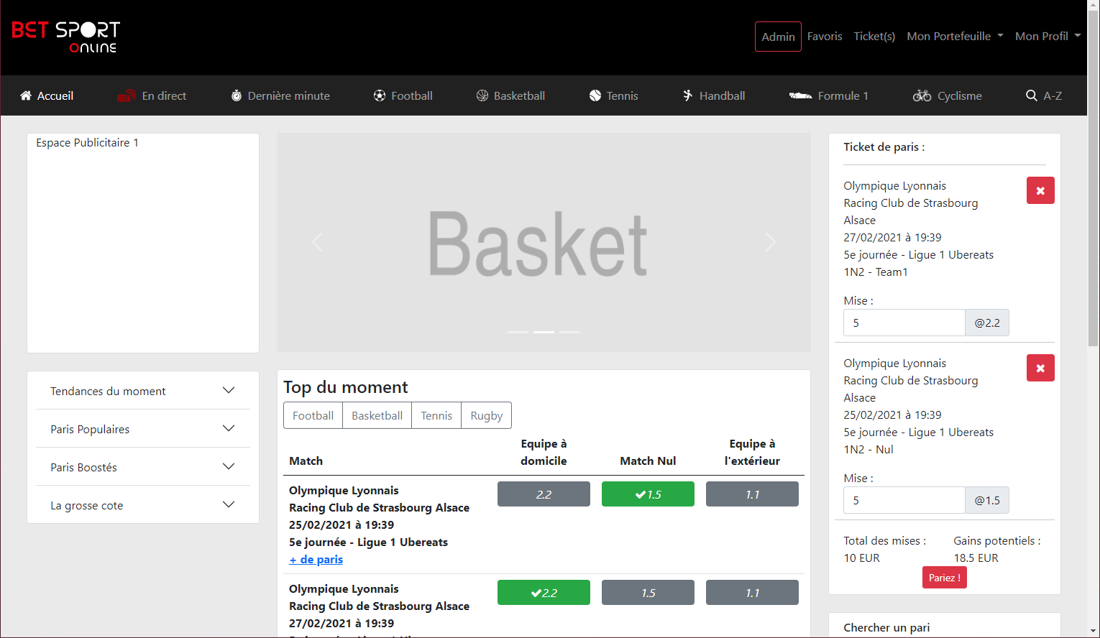 BET SPORT
ONLINE
Admin
Favoris
Ticket(s)
Mon Portefeuille
Mon Profil
Accueil
En direct
Dernière minute
Football
Basketball
Tennis
Handball
Formule 1
Cyclisme
A-Z
Espace Publicitaire 1
Tendances du moment
Paris Populaires
Paris Boostés
La grosse cote
Basket
Top du moment
Football
Basketball
Tennis
Rugby
Match
Equipe à
domicile
Match Nul
Equipe à
l'extérieur
Olympique Lyonnais
Racing Club de Strasbourg Alsace
25/02/2021 à 19:39
5e journée - Ligue 1 Ubereats
+ de paris
2.2
1.5
1.1
Olympique Lyonnais
Racing Club de Strasbourg Alsace
27/02/2021 à 19:39
2.2
1.5
1.1
Ticket de paris :
Olympique Lyonnais
Racing Club de Strasbourg
Alsace
27/02/2021 à 19:39
5e journée - Ligue 1 Ubereats
1N2 - Team1
Mise :
5
@2.2
Olympique Lyonnais
Racing Club de Strasbourg
Alsace
25/02/2021 à 19:39
5e journée - Ligue 1 Ubereats
1N2 - Nul
Mise :
5
@1.5
Total des mises :
10 EUR
Gains potentiels :
18.5 EUR
Pariez !
Chercher un pari